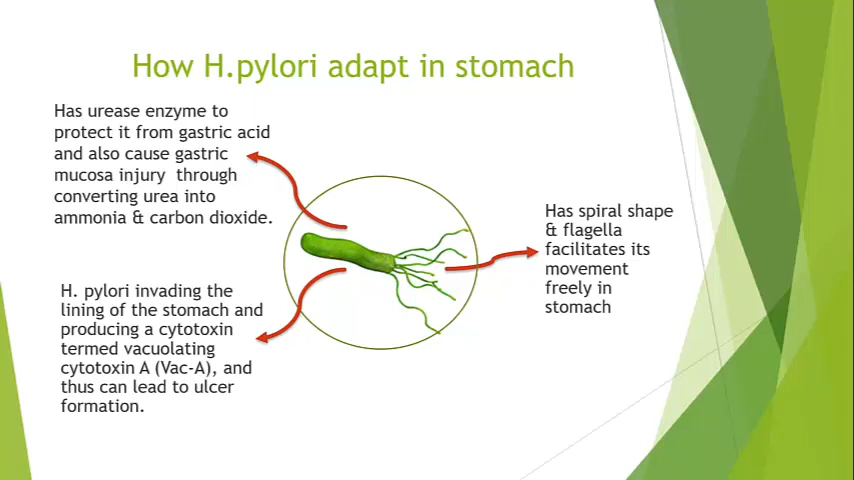 How H.pylori adapt in stomach
Has urease enzyme to
protect it from gastric acid
and also cause gastric
mucosa injury through
converting urea into
ammonia & carbon dioxide.
Has spiral shape
& flagella
facilitates its
movement
freely in
stomach
H. pylori invading the
lining of the stomach and
producing a cytotoxin
termed vacuolating
cytotoxin A (Vac-A), and
thus can lead to ulcer
formation.